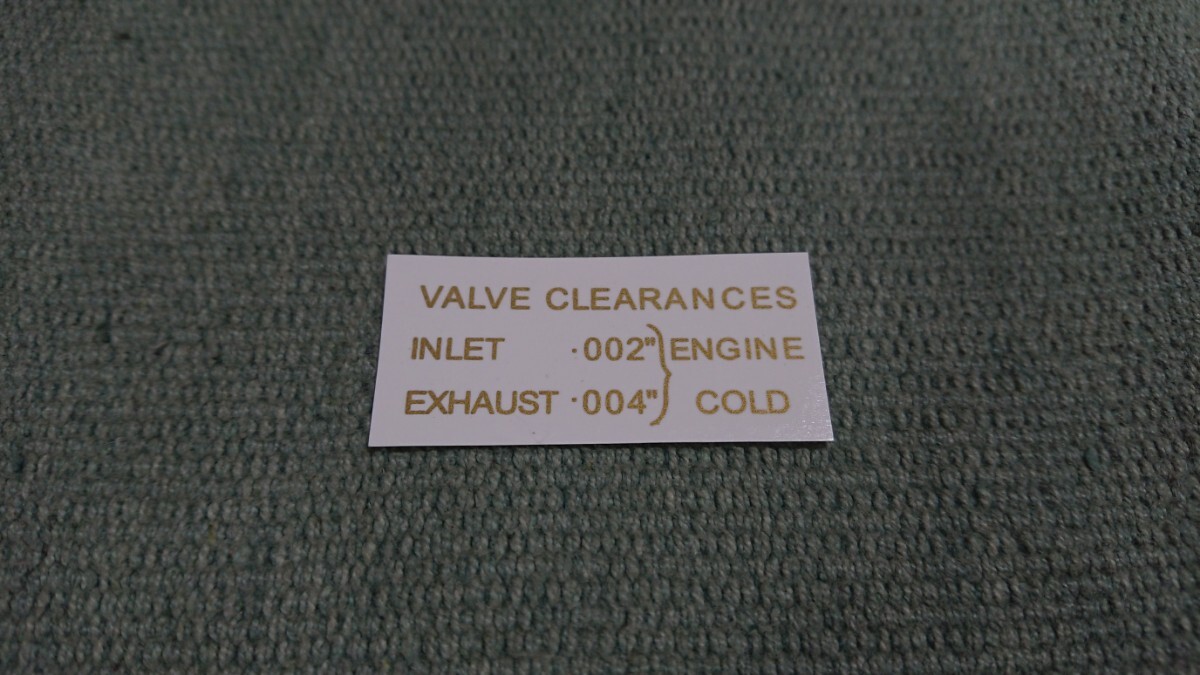 VALVE CLEARANCES
INLET ·002" } ENGINE
EXHAUST ·004" } COLD